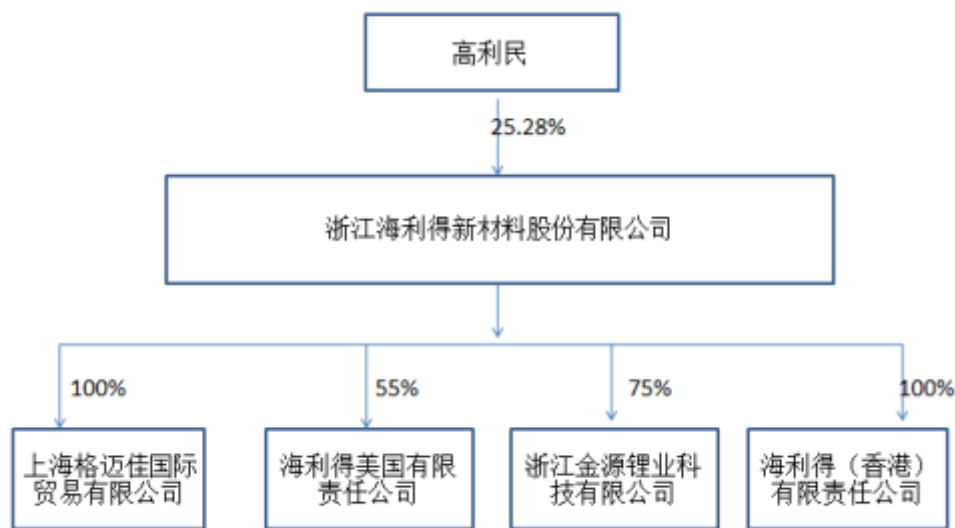 高利民
25.28%
浙江海利得新材料股份有限公司
100%
55%
75%
100%
上海格迈佳国际
贸易有限公司
海利得美国有限
责任公司
浙江金源锂业科
技有限公司
海利得（香港）
有限责任公司